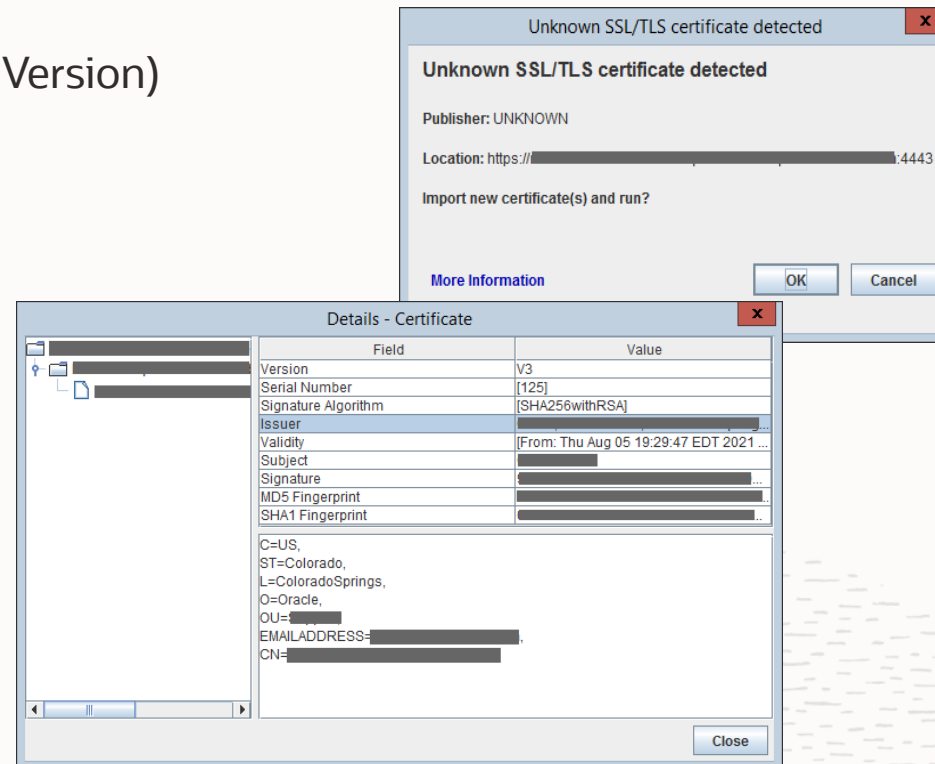 Version)
Unknown SSL/TLS certificate detected
x
Unknown SSL/TLS certificate detected
Publisher: UNKNOWN
Location: https:// :4443
Import new certificate(s) and run?
More Information
OK
Cancel
Details - Certificate
x
Field Value
Version V3
Serial Number [125]
Signature Algorithm [SHA256withRSA]
Issuer ...
Validity [From: Thu Aug 05 19:29:47 EDT 2021 ...
Subject
Signature ...
MD5 Fingerprint
SHA1 Fingerprint ..
C=US,
ST=Colorado,
L=ColoradoSprings,
O=Oracle,
OU=
EMAILADDRESS= ,
CN=
Close